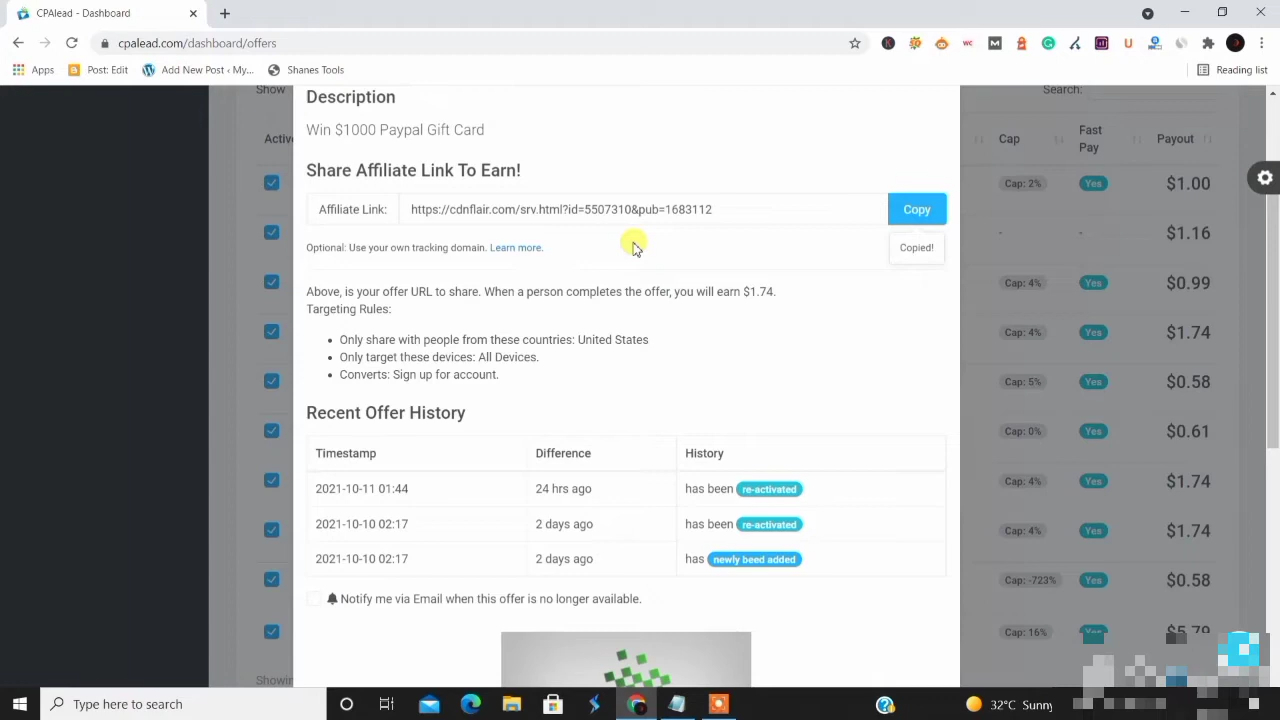 CPAlead - Dashboard
cpalead.com/dashboard/offers
Apps
Post: Edit
Add New Post ‹ My...
Shanes Tools
Reading list
Show
Search:
Description
Win $1000 Paypal Gift Card
Share Affiliate Link To Earn!
Affiliate Link: https://cdnflair.com/srv.html?id=5507310&pub=1683112 Copy
Copied!
Optional: Use your own tracking domain. Learn more.
Above, is your offer URL to share. When a person completes the offer, you will earn $1.74.
Targeting Rules:
• Only share with people from these countries: United States
• Only target these devices: All Devices.
• Converts: Sign up for account.
Recent Offer History
Timestamp Difference History
2021-10-11 01:44 24 hrs ago has been re-activated
2021-10-10 02:17 2 days ago has been re-activated
2021-10-10 02:17 2 days ago has newly beed added
Notify me via Email when this offer is no longer available.
Active
Cap Fast Pay Payout
Cap: 2% Yes $1.00
- - $1.16
Cap: 4% Yes $0.99
Cap: 4% Yes $1.74
Cap: 5% Yes $0.58
Cap: 0% Yes $0.61
Cap: 4% Yes $1.74
Cap: 4% Yes $1.74
Cap: -723% Yes $0.58
Cap: 16% Yes $5.79
Showin
Type here to search
32°C Sunny